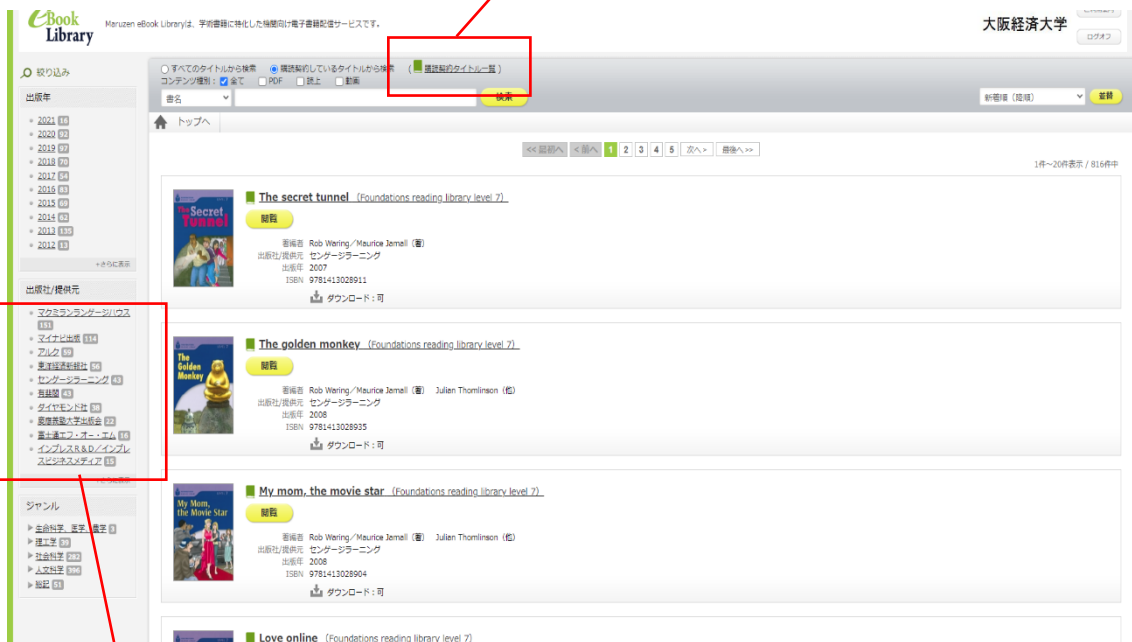 eBook
Library
Maruzen eBook Libraryは、学術書籍に特化した機関向け電子書籍配信サービスです。
大阪経済大学
ログオフ
絞り込み
すべてのタイトルから検索 購読契約しているタイトルから検索 ( 購読契約タイトル一覧 )
コンテンツ種別： 全て PDF 読上 動画
書名 検索 新着順（降順） 並替
トップへ
<< 最初へ < 前へ 1 2 3 4 5 次へ > 最後へ >>
1件～20件表示 / 816件中
出版年
2021 16
2020 92
2019 97
2018 70
2017 54
2016 63
2015 69
2014 63
2013 135
2012 13
+さらに表示
出版社/提供元
マクミランランゲージハウス
151
マイナビ出版 114
アルク 59
東洋経済新報社 56
センゲージラーニング 43
有斐閣 43
ダイヤモンド社 36
慶應義塾大学出版会 22
富士通エフ・オー・エム 16
インプレスR&D／インプレ
スビジネスメディア 15
+さらに表示
ジャンル
生命科学、医学、農学 3
理工学 39
社会科学 282
人文科学 396
総記 51
The Secret
Tunnel
The secret tunnel （Foundations reading library level 7）
閲覧
著編者 Rob Waring／Maurice Jamall（著）
出版社/提供元 センゲージラーニング
出版年 2007
ISBN 9781413028911
ダウンロード：可
The
Golden
Monkey
The golden monkey （Foundations reading library level 7）
閲覧
著編者 Rob Waring／Maurice Jamall（著） Julian Thomlinson（他）
出版社/提供元 センゲージラーニング
出版年 2008
ISBN 9781413028935
ダウンロード：可
My Mom,
the Movie Star
My mom, the movie star （Foundations reading library level 7）
閲覧
著編者 Rob Waring／Maurice Jamall（著） Julian Thomlinson（他）
出版社/提供元 センゲージラーニング
出版年 2008
ISBN 9781413028904
ダウンロード：可
Love online （Foundations reading library level 7）